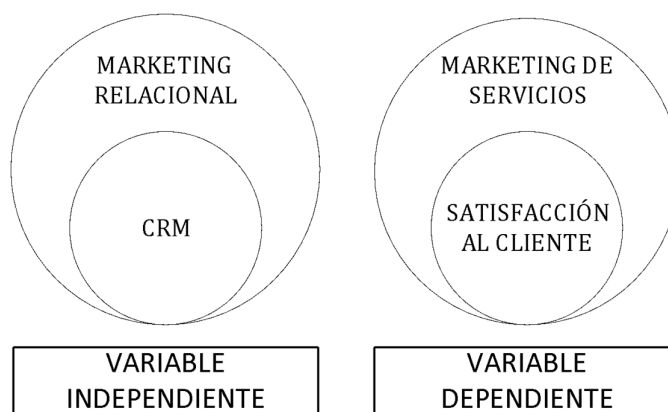 MARKETING
RELACIONAL
CRM
VARIABLE
INDEPENDIENTE
MARKETING DE
SERVICIOS
SATISFACCIÓN
AL CLIENTE
VARIABLE
DEPENDIENTE